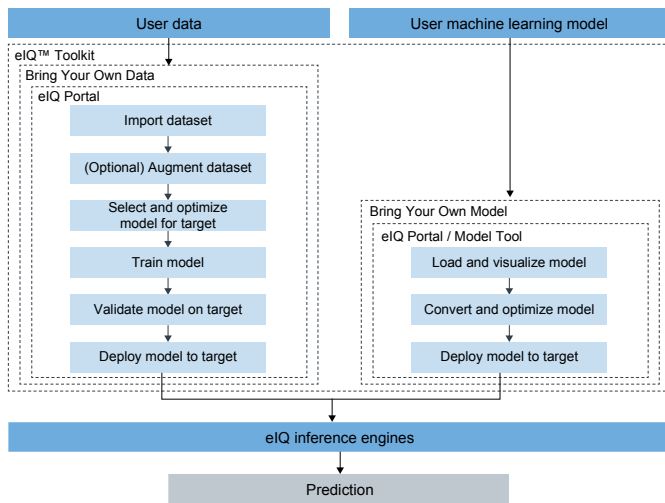 User data
User machine learning model
eIQ™ Toolkit
Bring Your Own Data
eIQ Portal
Import dataset
(Optional) Augment dataset
Select and optimize
model for target
Train model
Validate model on target
Deploy model to target
Bring Your Own Model
eIQ Portal / Model Tool
Load and visualize model
Convert and optimize model
Deploy model to target
eIQ inference engines
Prediction